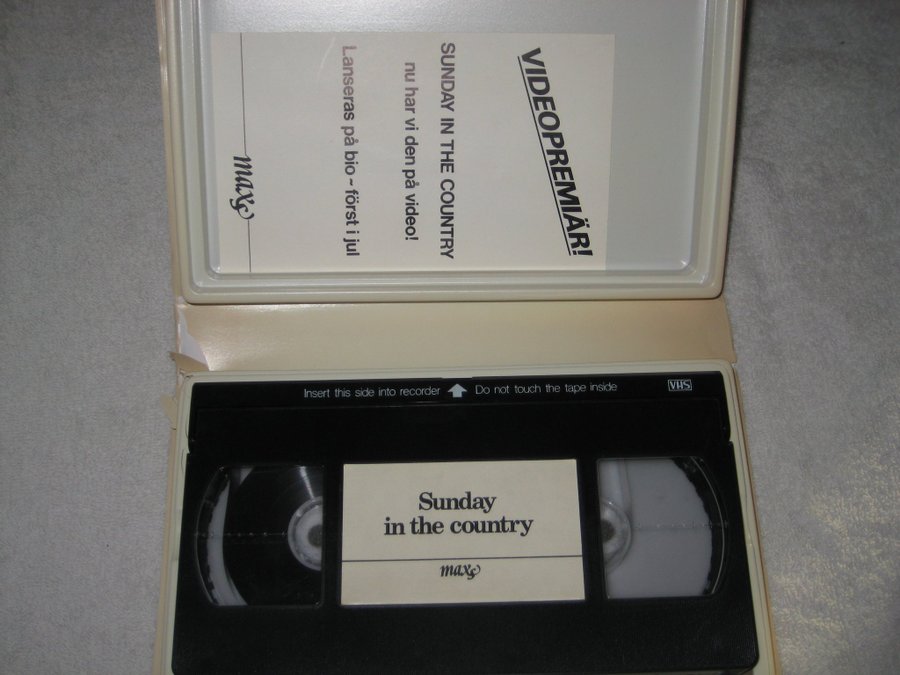 VIDEOPREMIÄR!
SUNDAY IN THE COUNTRY
nu har vi den på video!
Lanseras på bio - först i jul
max
Insert this side into recorder Do not touch the tape inside
VHS
Sunday
in the country
max